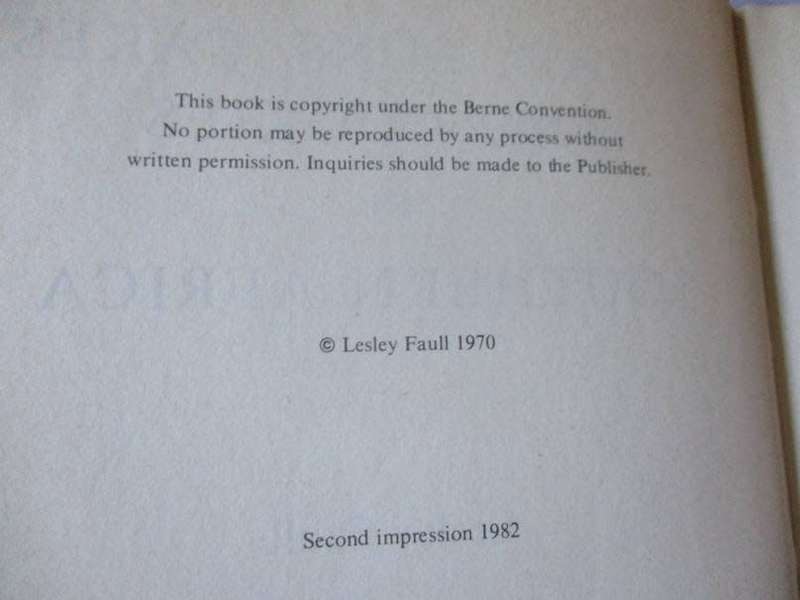 This book is copyright under the Berne Convention.
No portion may be reproduced by any process without
written permission. Inquiries should be made to the Publisher.
© Lesley Faull 1970
Second impression 1982